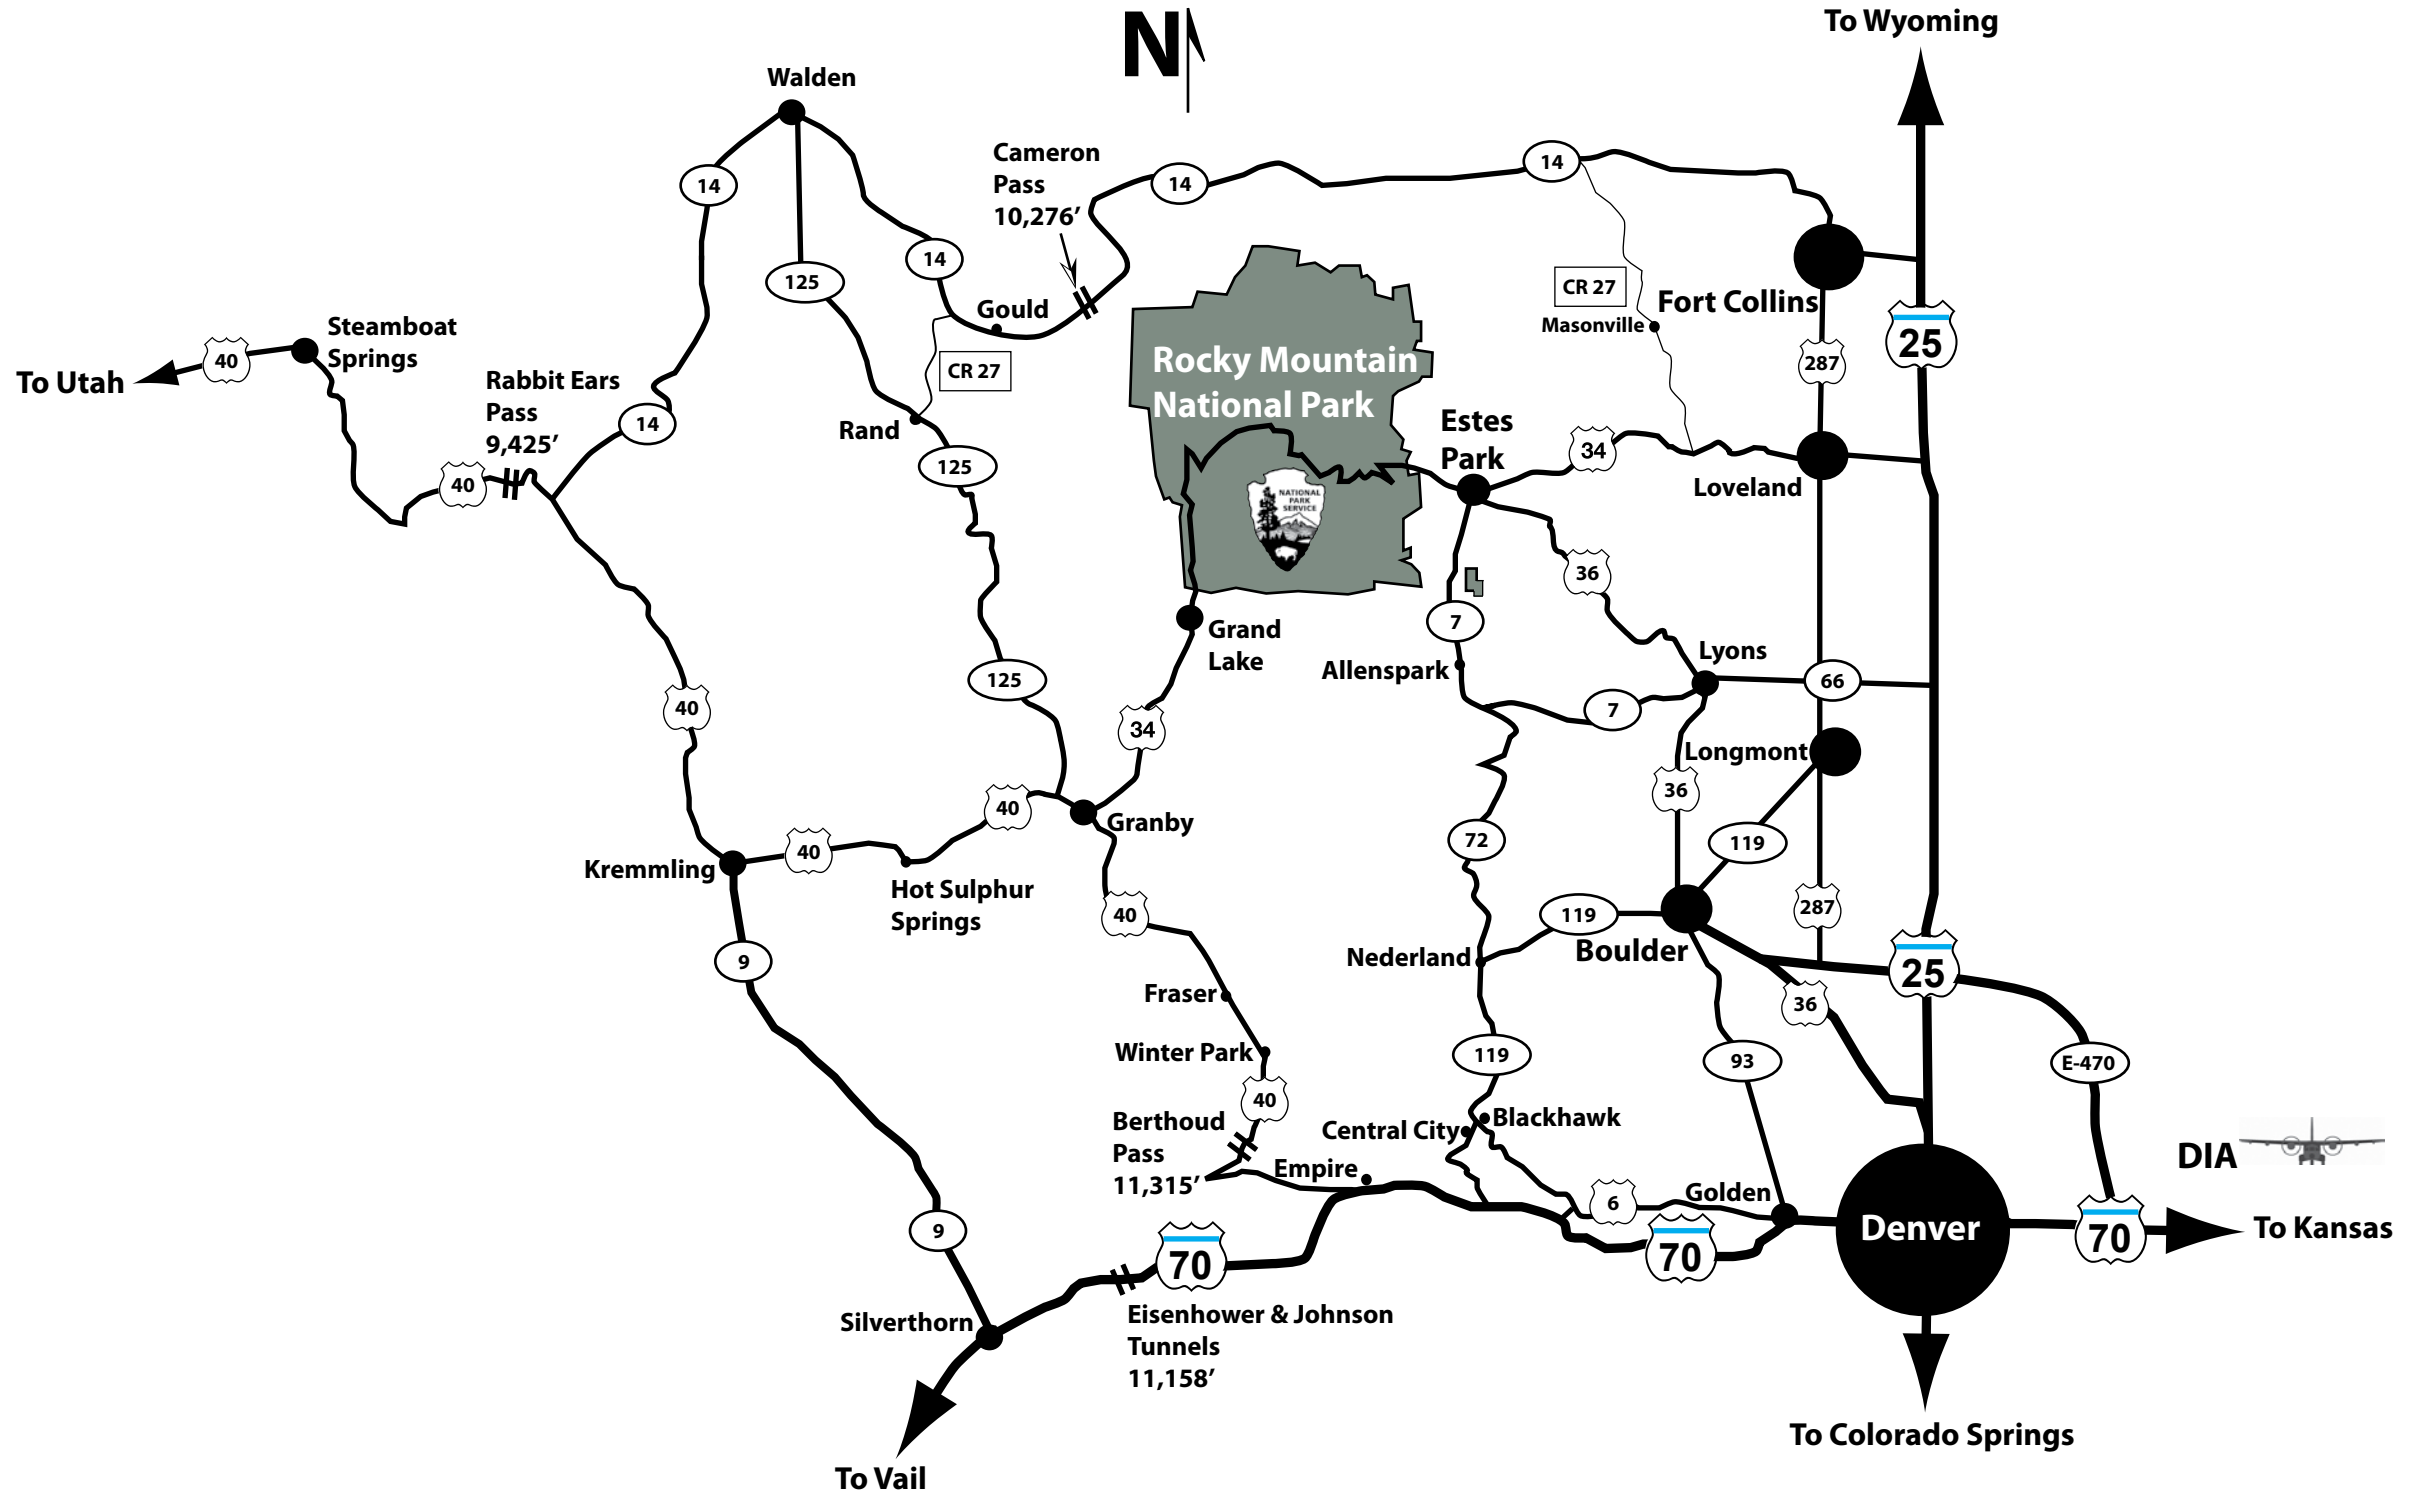 To Wyoming
N
Walden
Cameron
Pass
10,276’
14
14
14
14
125
CR 27
Fort Collins
Masonville
25
Gould
CR 27
287
Steamboat
Springs
40
To Utah
Rabbit Ears
Pass
9,425’
14
40
Rand
125
Rocky Mountain
National Park
NATIONAL
PARK
SERVICE
Estes
Park
34
Loveland
36
7
Grand
Lake
Allenspark
Lyons
66
7
125
40
34
Longmont
36
40
Granby
40
72
119
Kremmling
Hot Sulphur
Springs
40
119
287
Boulder
Nederland
9
25
36
Fraser
Winter Park
119
93
E-470
40
Berthoud
Pass
11,315’
Central City
Blackhawk
Empire
DIA
6
Golden
Denver
70
To Kansas
9
70
70
Eisenhower & Johnson
Tunnels
11,158’
Silverthorn
To Vail
To Colorado Springs